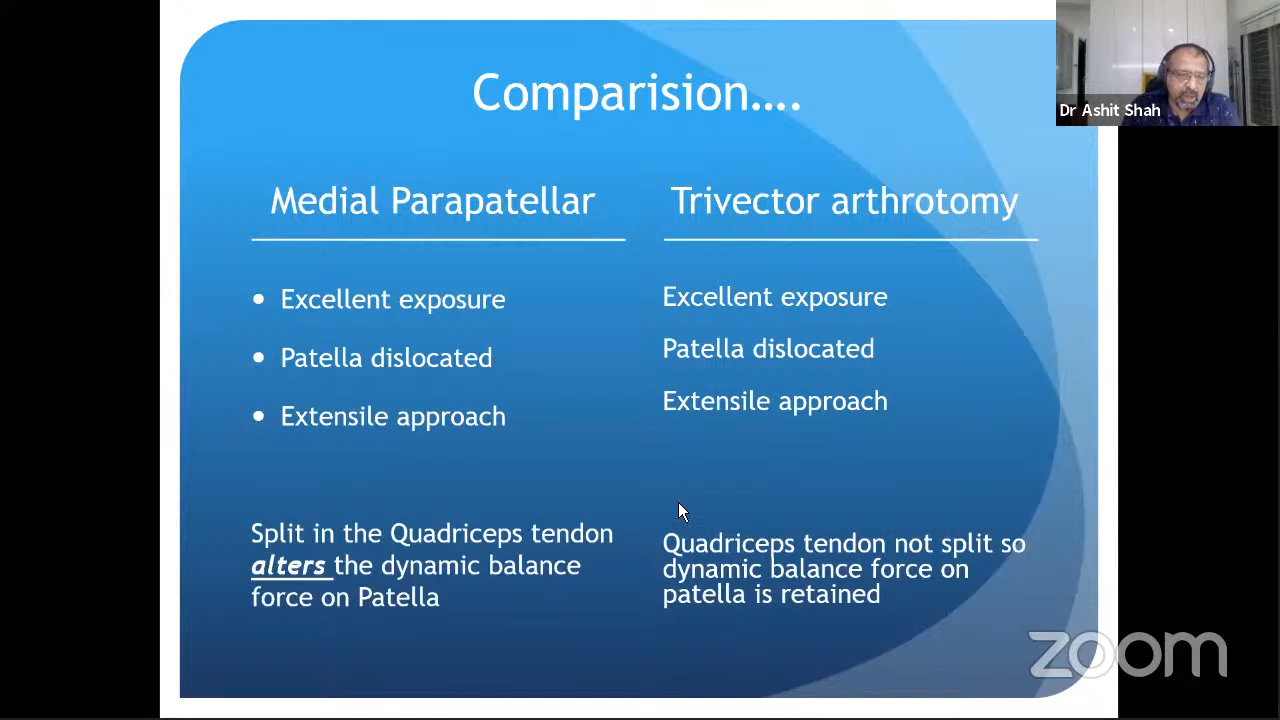 Comparision….
Dr Ashit Shah
Medial Parapatellar
• Excellent exposure
• Patella dislocated
• Extensile approach
Split in the Quadriceps tendon
alters the dynamic balance
force on Patella
Trivector arthrotomy
Excellent exposure
Patella dislocated
Extensile approach
Quadriceps tendon not split so
dynamic balance force on
patella is retained
zoom